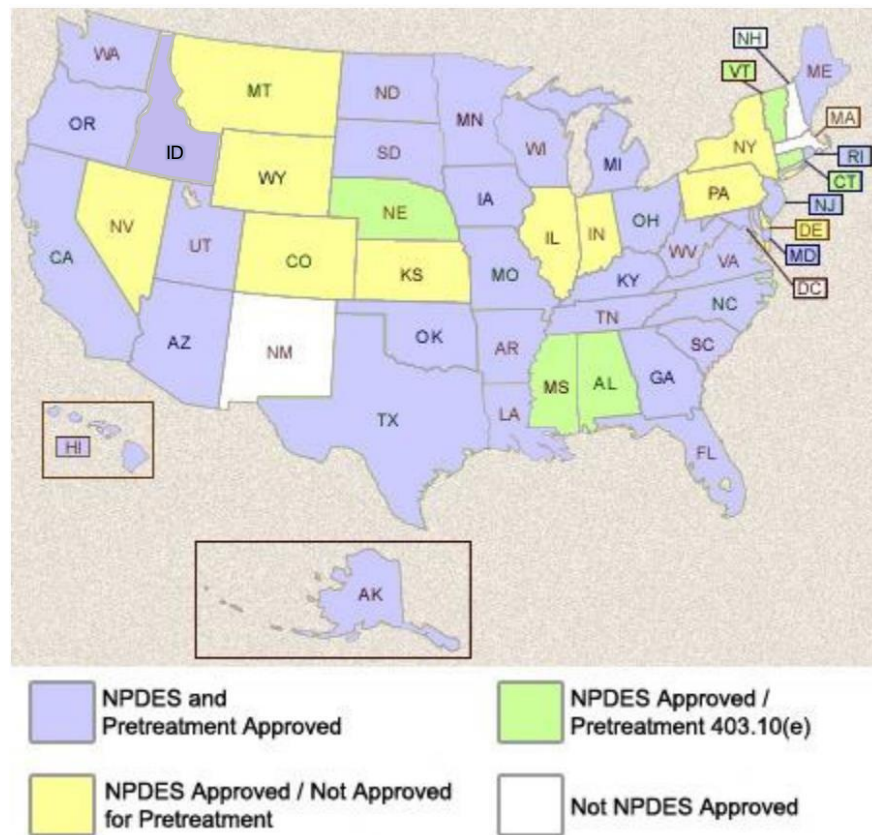 WA
MT
ND
MN
OR
ID
SD
WI
MI
WY
NE
IA
NV
UT
CO
KS
IL
IN
OH
CA
MO
KY
WV
VA
AZ
NM
OK
AR
TN
NC
SC
TX
LA
MS
AL
GA
FL
HI
AK
NY
PA
NH
VT
ME
MA
RI
CT
NJ
DE
MD
DC
NPDES and
Pretreatment Approved
NPDES Approved /
Pretreatment 403.10(e)
NPDES Approved / Not Approved
for Pretreatment
Not NPDES Approved